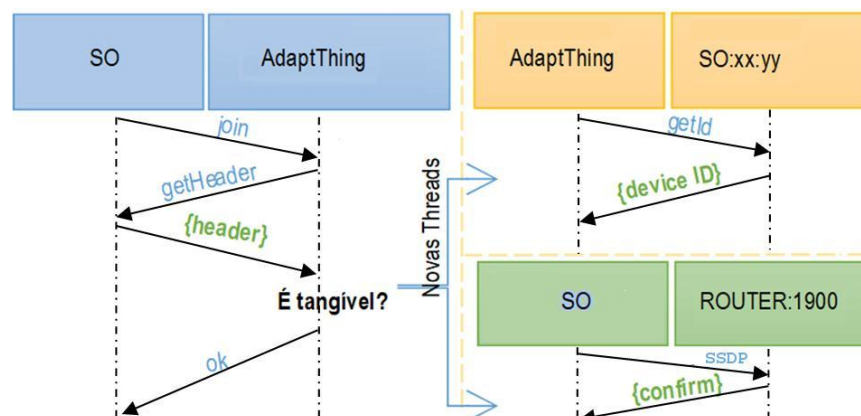 SO
AdaptThing
join
getHeader
{header}
É tangível?
ok
Novas Threads
AdaptThing
SO:xx:yy
getId
{device ID}
SO
ROUTER:1900
SSDP
{confirm}